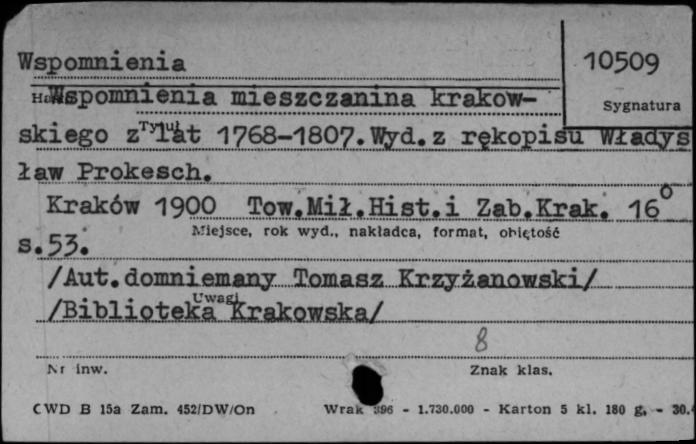 Wspomnienia
10509
Hasło
Wspomnienia mieszczanina krakow-
Sygnatura
Tytuł
skiego z lat 1768-1807. Wyd. z rękopisu Władys
ław Prokesch.
Kraków 1900 Tow.Mił.Hist.i Zab.Krak. 16°
Miejsce, rok wyd., nakładca, format, objętość
s.53.
/Aut.domniemany Tomasz Krzyżanowski/
Uwagi
/Biblioteka Krakowska/
8
Nr inw.
Znak klas.
CWD B 15a Zam. 452/DW/On Wrak 396 - 1.730.000 - Karton 5 kl. 180 g. - 30.